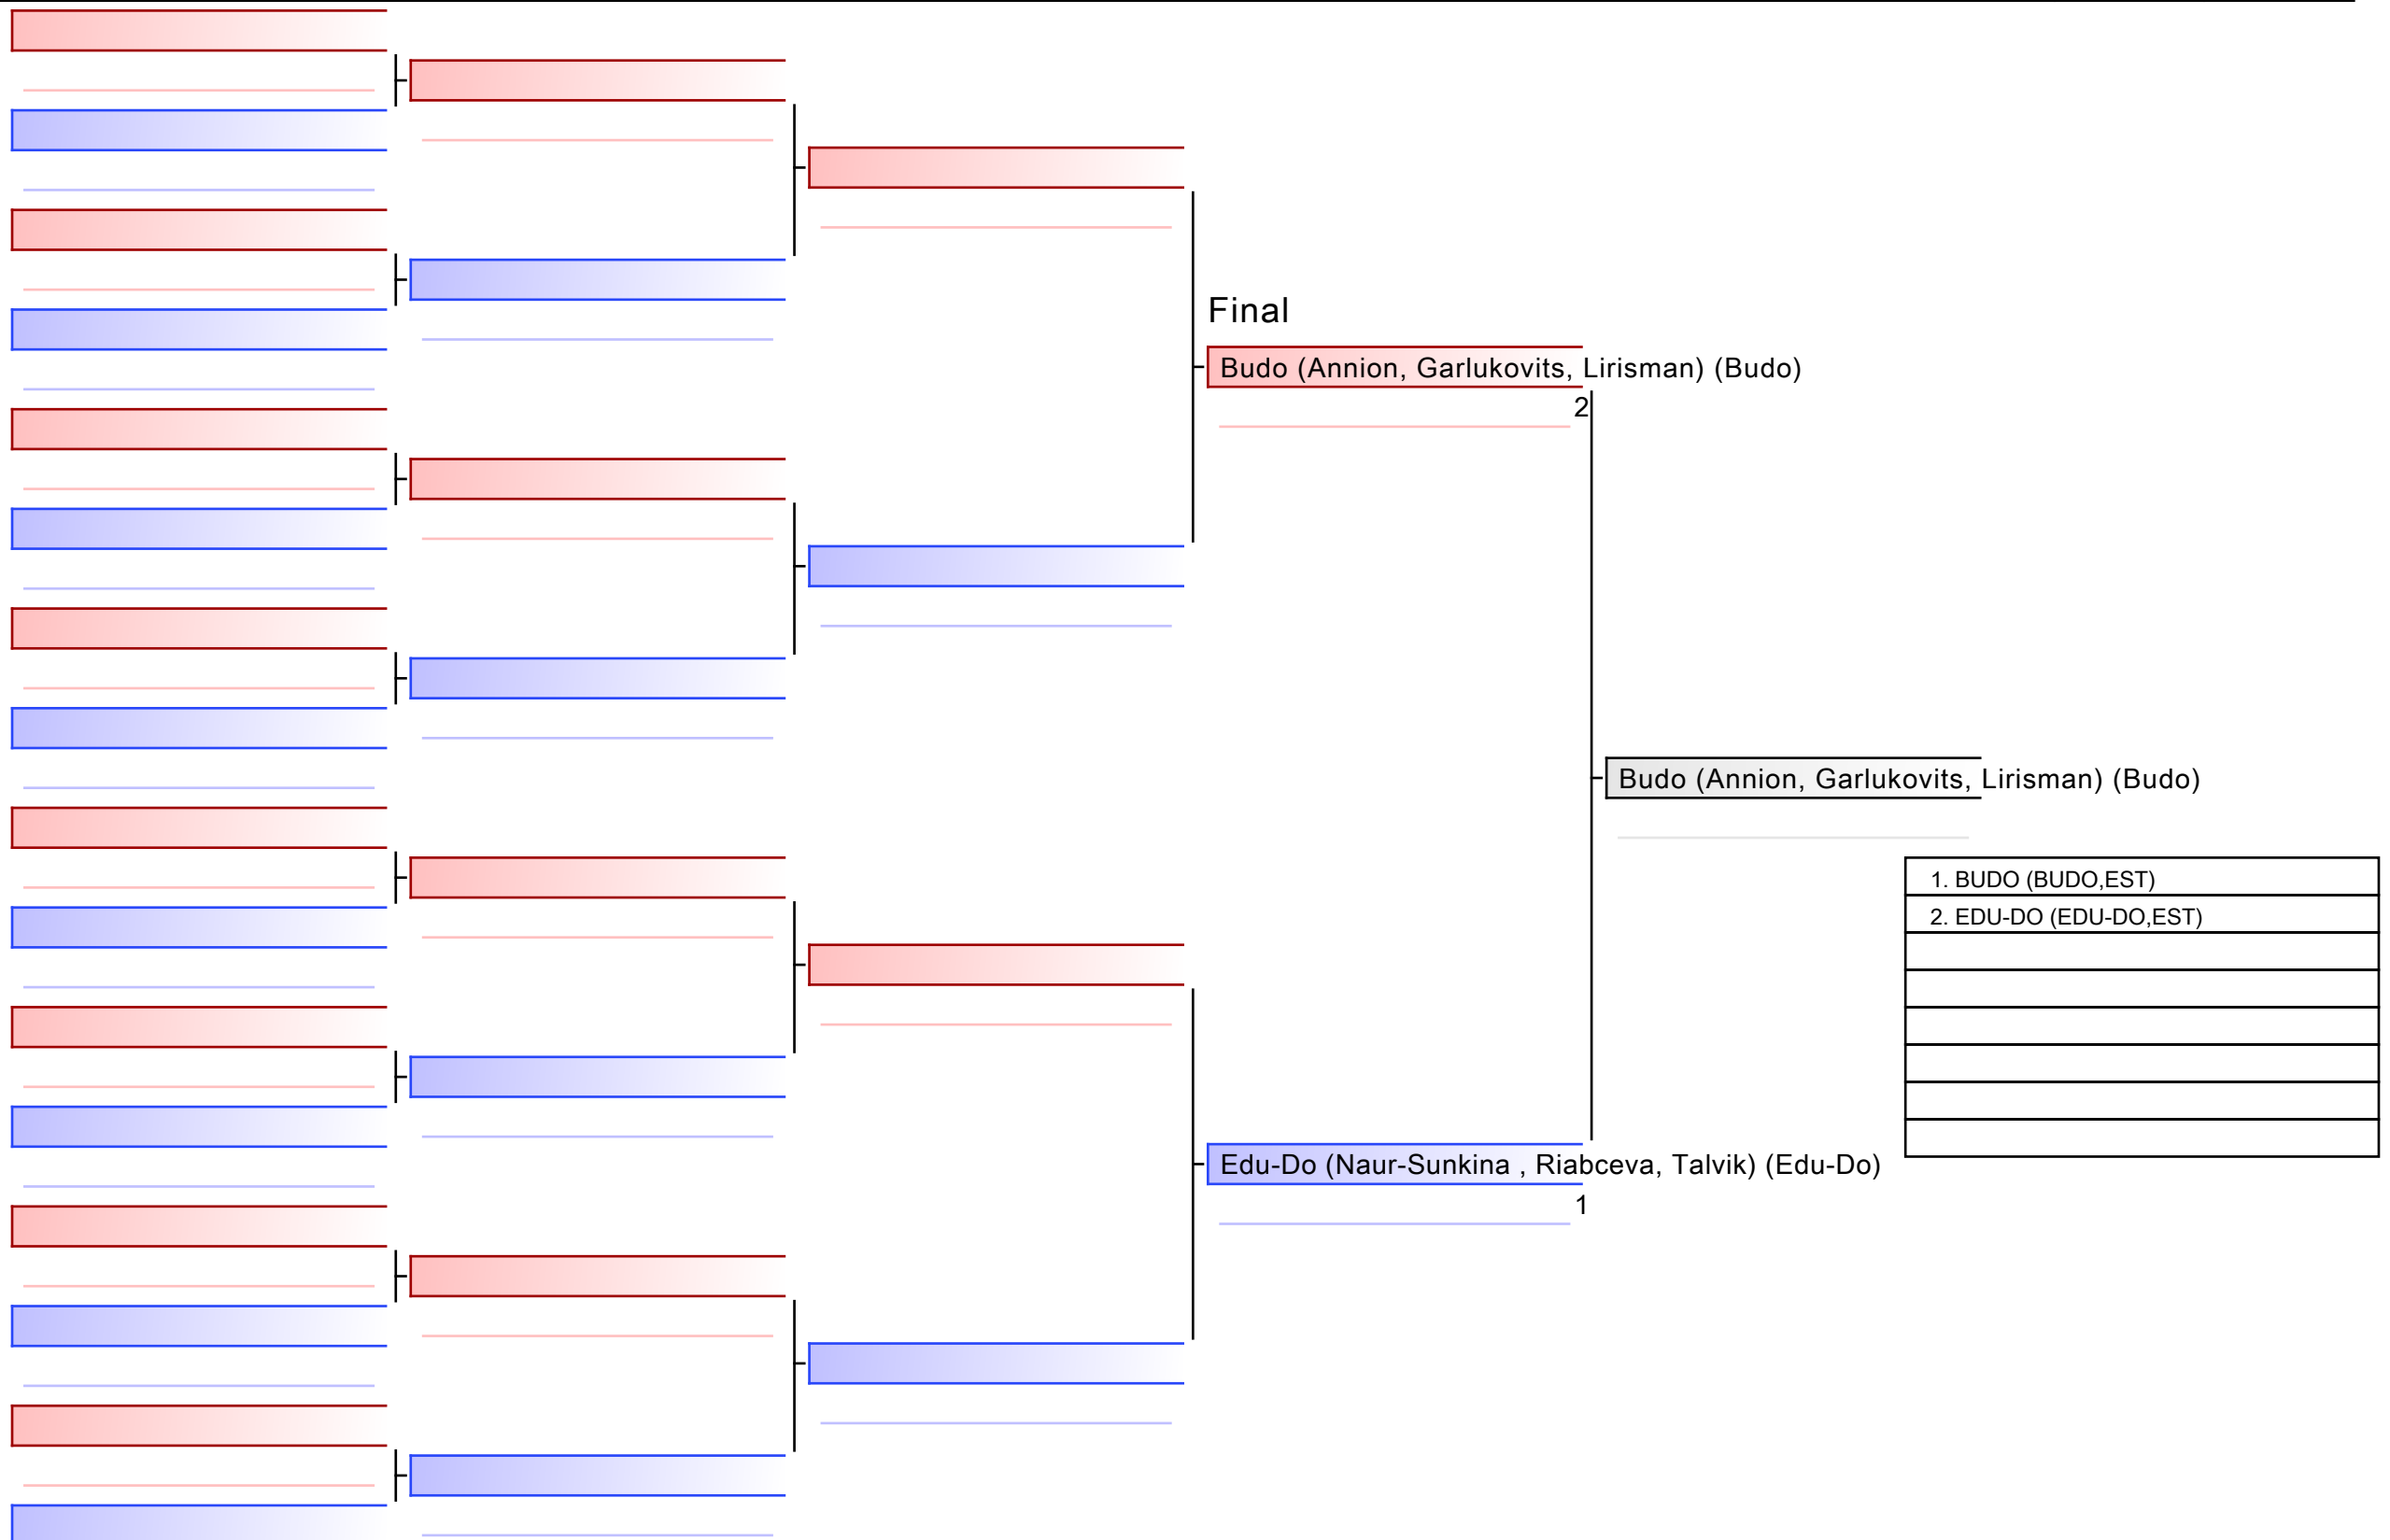 Final
Budo (Annion, Garlukovits, Lirisman) (Budo)
2
Budo (Annion, Garlukovits, Lirisman) (Budo)
1. BUDO (BUDO,EST)
2. EDU-DO (EDU-DO,EST)
Edu-Do (Naur-Sunkina , Riabceva, Talvik) (Edu-Do)
1